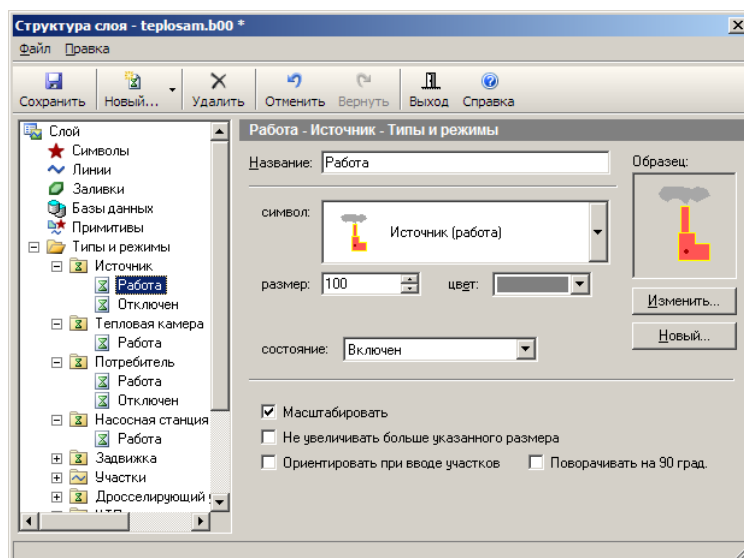 Структура слоя - teplosam.b00 *
Файл Правка
Сохранить Новый... Удалить Отменить Вернуть Выход Справка
Слой
Символы
Линии
Заливки
Базы данных
Примитивы
Типы и режимы
Источник
Работа
Отключен
Тепловая камера
Работа
Потребитель
Работа
Отключен
Насосная станция
Работа
Задвижка
Участки
Дросселирующий
Работа - Источник - Типы и режимы
Название: Работа
Образец:
символ: Источник (работа)
размер: 100 цвет:
Изменить...
Новый...
состояние: Включен
Масштабировать
Не увеличивать больше указанного размера
Ориентировать при вводе участков Поворачивать на 90 град.